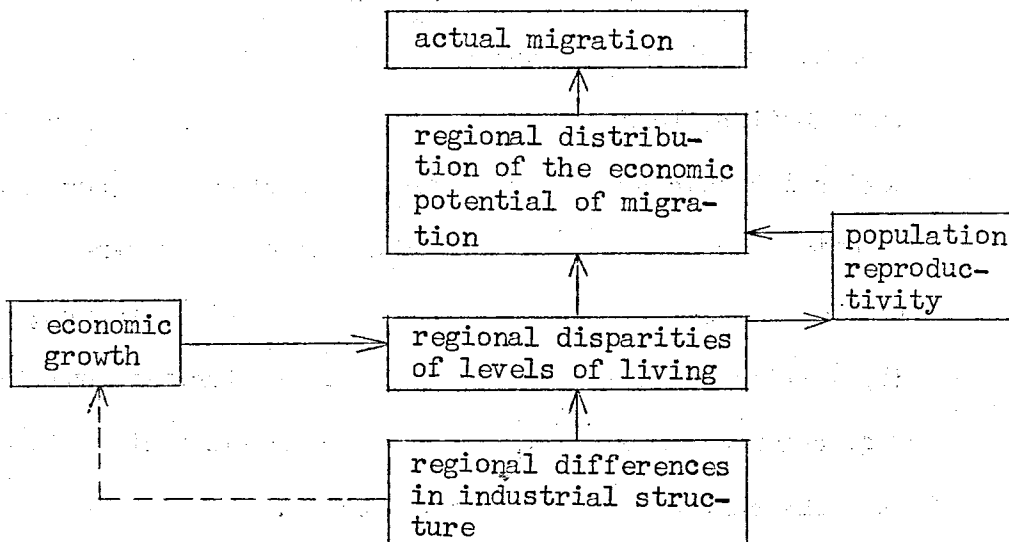 actual migration
regional distribu-
tion of the economic
potential of migra-
tion
population
reproduc-
tivity
economic
growth
regional disparities
of levels of living
regional differences
in industrial struc-
ture